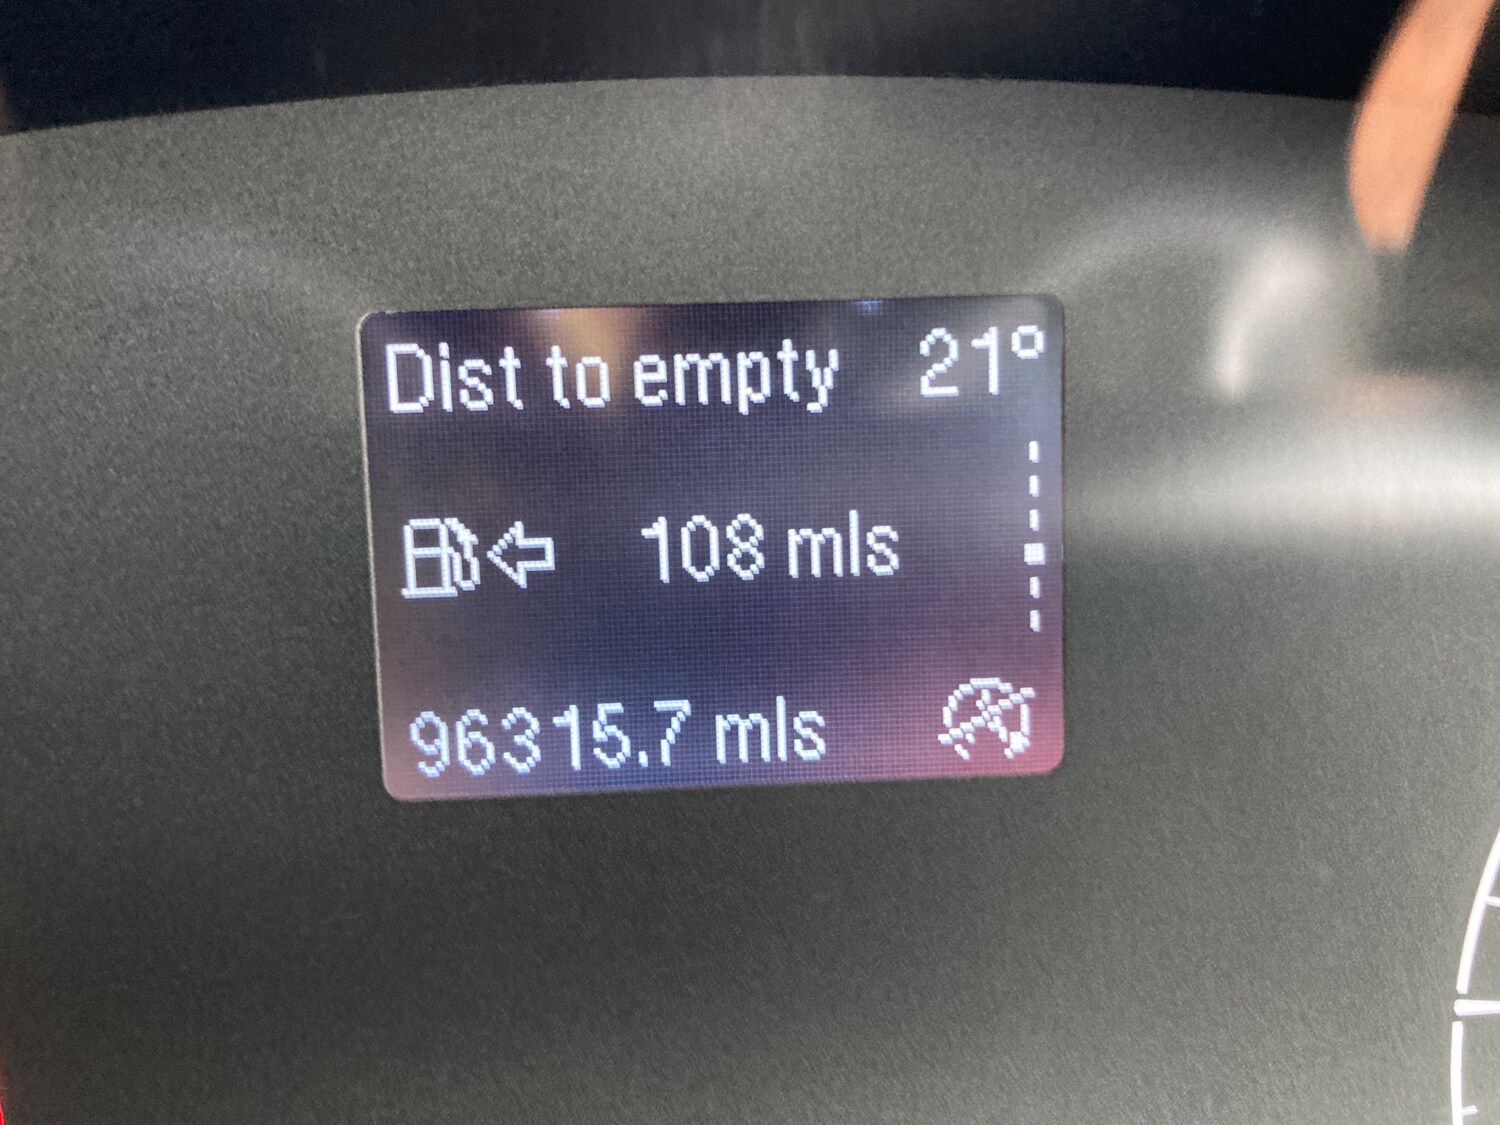 Dist to empty 21°
108 mls
96315.7 mls